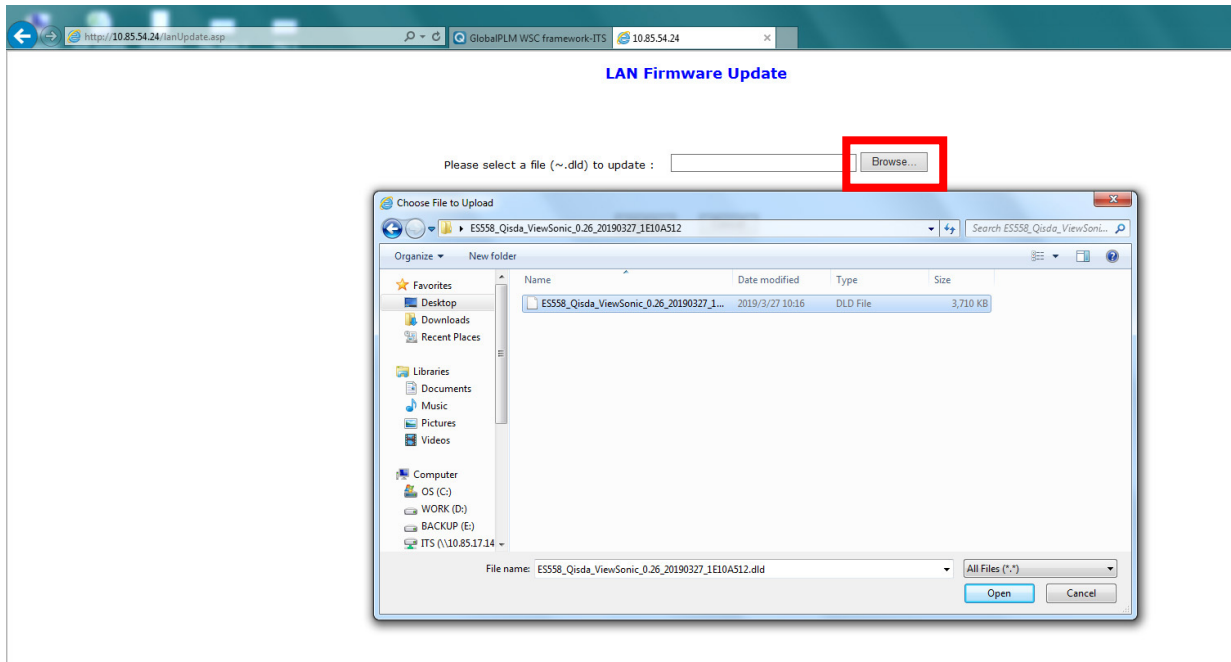 http://10.85.54.24/lanUpdate.asp
GlobalPLM WSC framework-ITS
10.85.54.24
LAN Firmware Update
Please select a file (~.dld) to update :
Browse...
Choose File to Upload
ES558_Qisda_ViewSonic_0.26_20190327_1E10A512
Search ES558_Qisda_ViewSoni...
Organize
New folder
Name Date modified Type Size
ES558_Qisda_ViewSonic_0.26_20190327_1... 2019/3/27 10:16 DLD File 3,710 KB
Favorites
Desktop
Downloads
Recent Places
Libraries
Documents
Music
Pictures
Videos
Computer
OS (C:)
WORK (D:)
BACKUP (E:)
ITS (\\10.85.17.14
File name: ES558_Qisda_ViewSonic_0.26_20190327_1E10A512.dld
All Files (*.*)
Open
Cancel